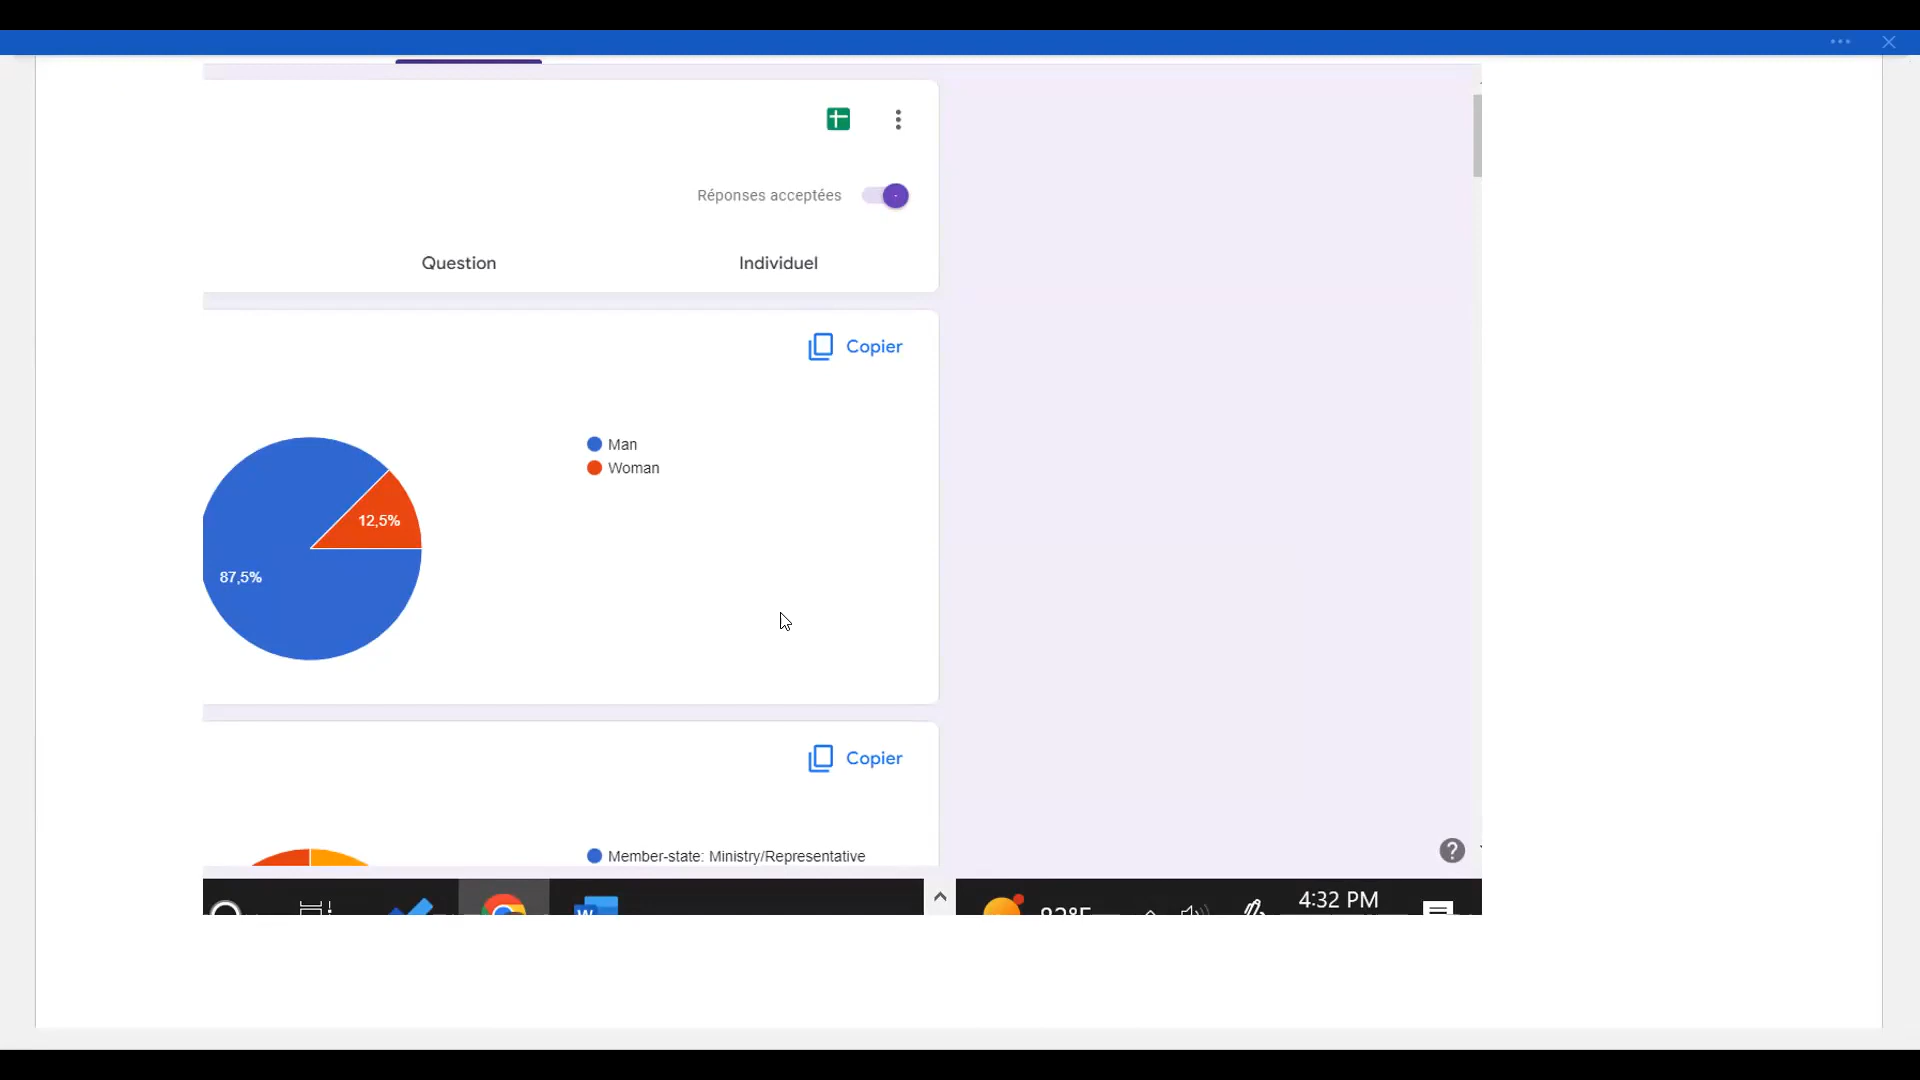 Réponses acceptées
Question
Individuel
Copier
Man
Woman
12,5%
87,5%
Copier
Member-state: Ministry/Representative
4:32 PM